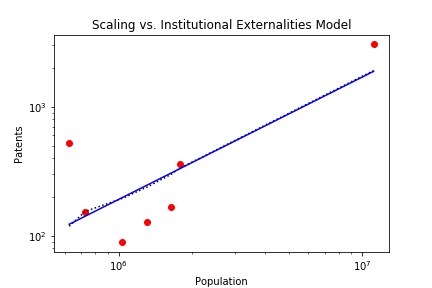 Scaling vs. Institutional Externalities Model
Patents
10³
10²
10⁶
10⁷
Population